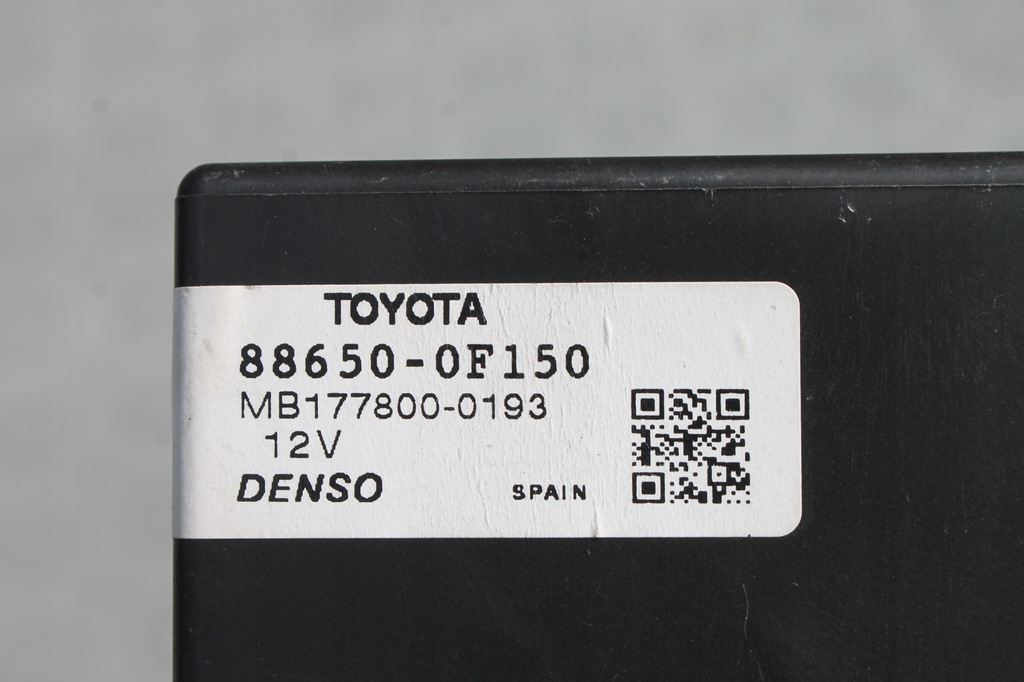 TOYOTA
88650-0F150
MB177800-0193
12V
DENSO SPAIN